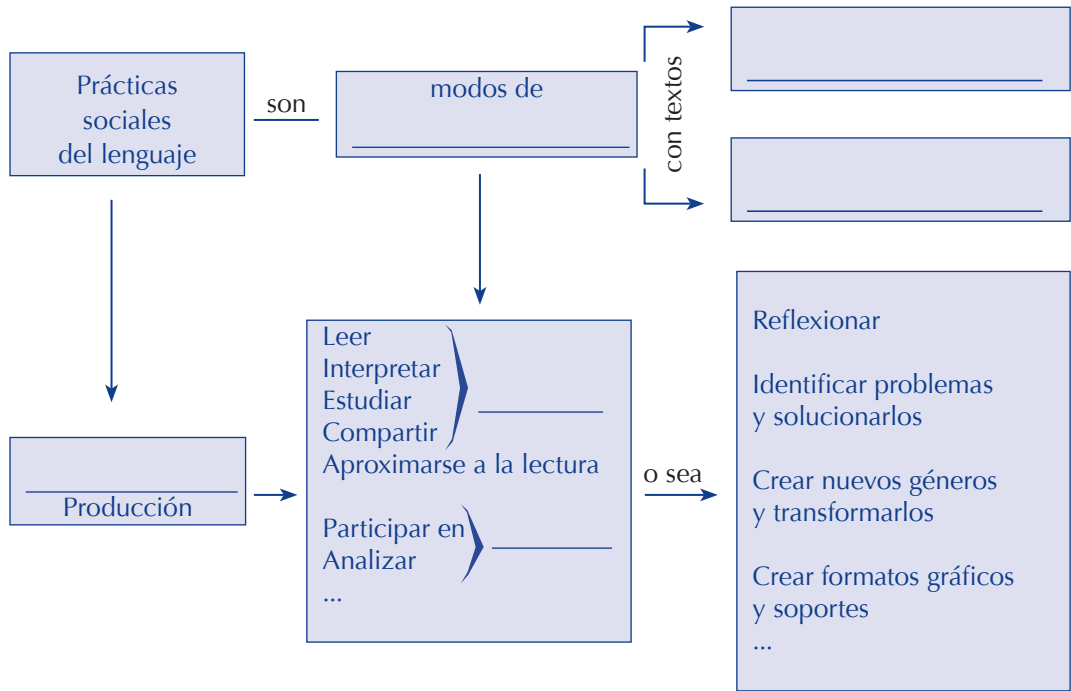 Prácticas
sociales
del lenguaje
son
modos de
con textos
Leer
Interpretar
Estudiar
Compartir
Aproximarse a la lectura
Participar en
Analizar
...
Producción
o sea
Reflexionar
Identificar problemas
y solucionarlos
Crear nuevos géneros
y transformarlos
Crear formatos gráficos
y soportes
...